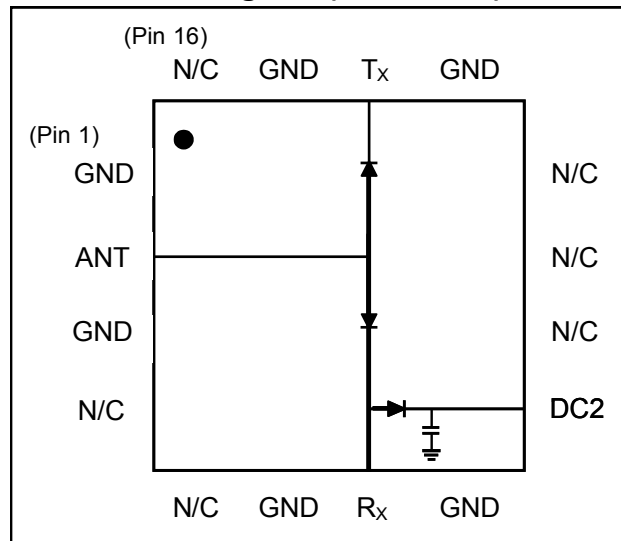 (Pin 16)
N/C GND TX GND
(Pin 1)
GND N/C
ANT N/C
GND N/C
N/C DC2
N/C GND RX GND